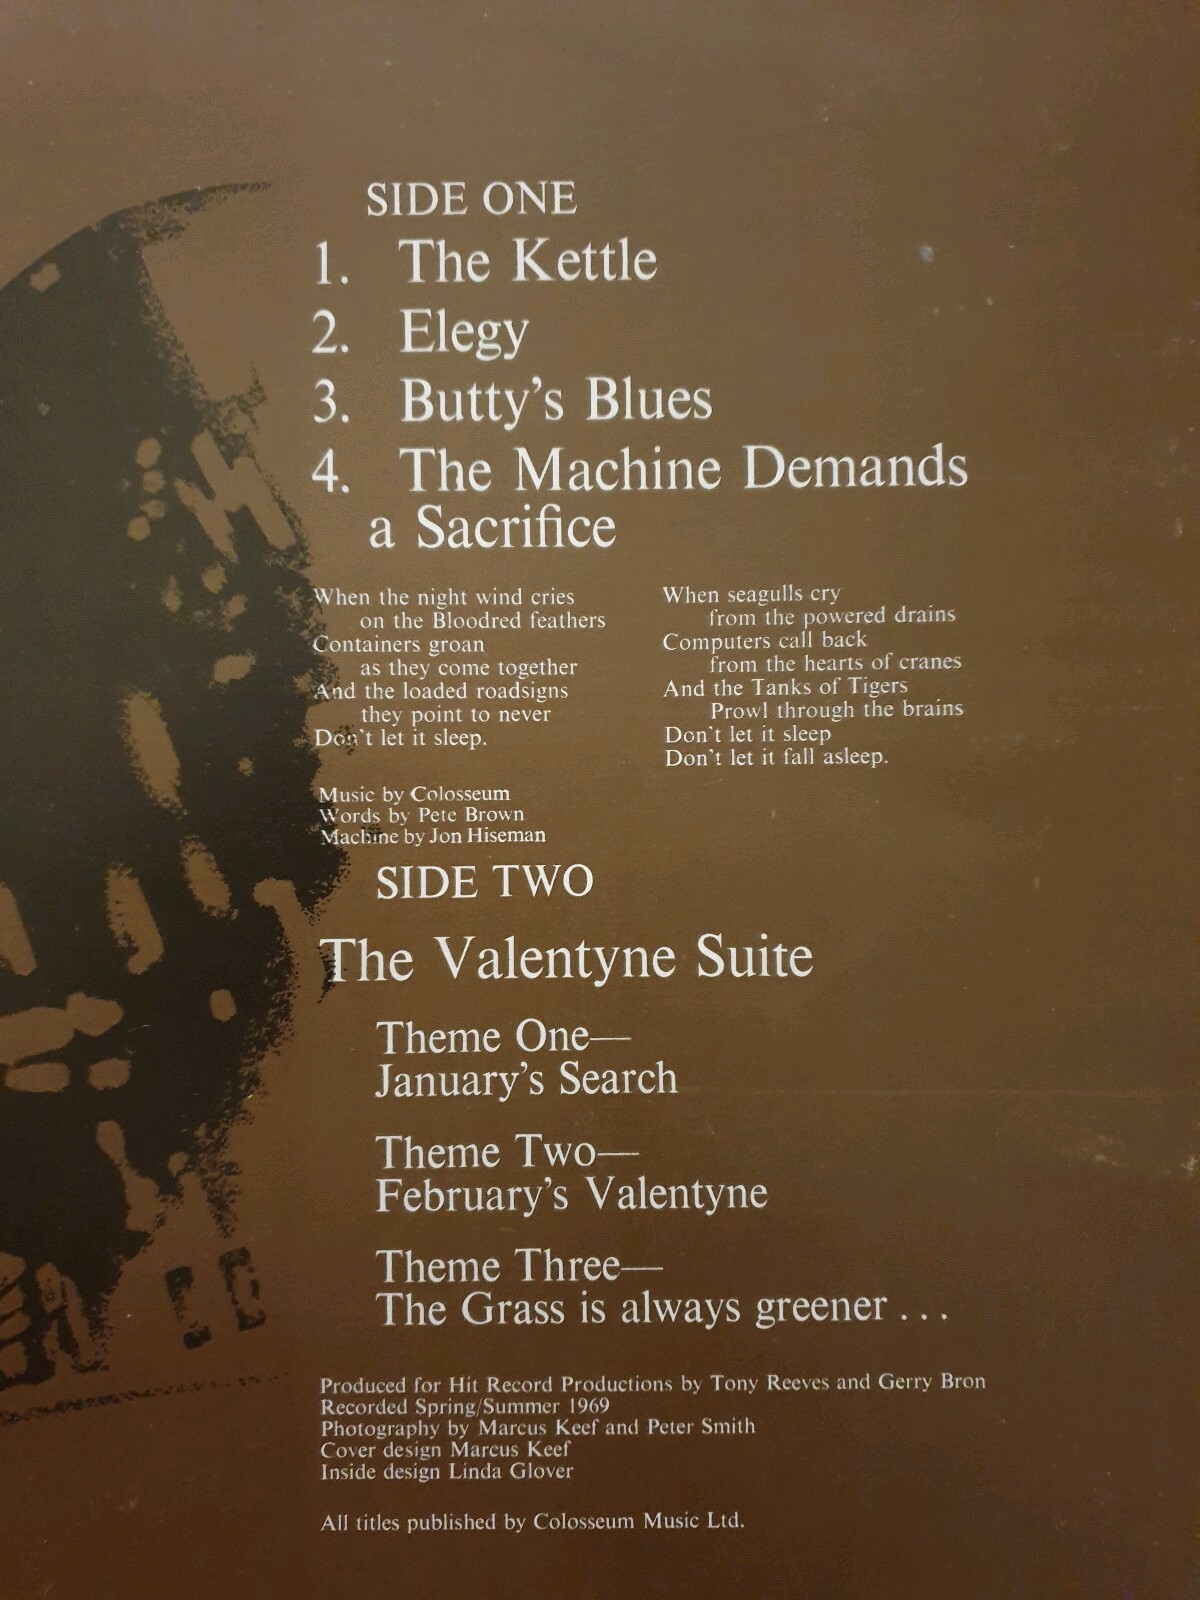 SIDE ONE
1. The Kettle
2. Elegy
3. Butty's Blues
4. The Machine Demands
a Sacrifice
When the night wind cries
on the Bloodred feathers
Containers groan
as they come together
And the loaded roadsigns
they point to never
Don't let it sleep.
When seagulls cry
from the powered drains
Computers call back
from the hearts of cranes
And the Tanks of Tigers
Prowl through the brains
Don't let it sleep
Don't let it fall asleep.
Music by Colosseum
Words by Pete Brown
Machine by Jon Hiseman
SIDE TWO
The Valentyne Suite
Theme One—
January's Search
Theme Two—
February's Valentyne
Theme Three—
The Grass is always greener . . .
Produced for Hit Record Productions by Tony Reeves and Gerry Bron
Recorded Spring/Summer 1969
Photography by Marcus Keef and Peter Smith
Cover design Marcus Keef
Inside design Linda Glover
All titles published by Colosseum Music Ltd.